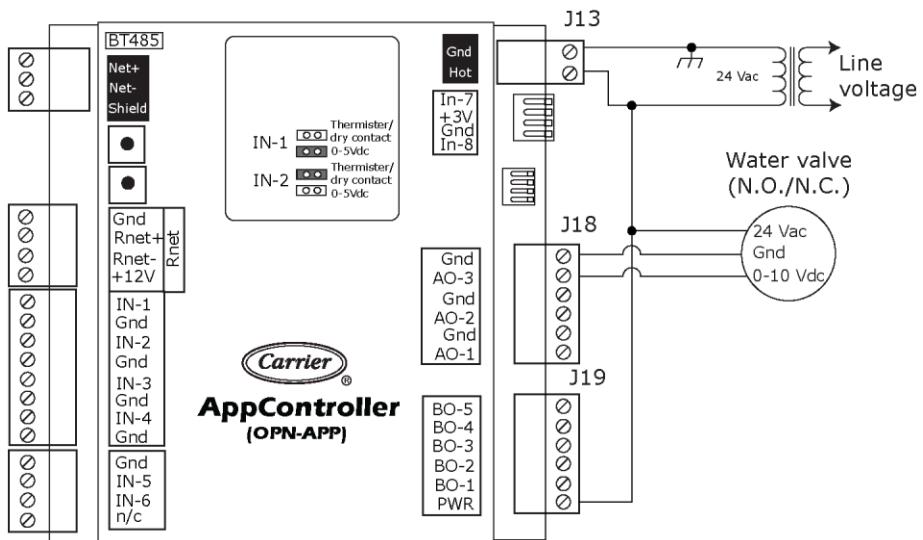 BT485
Net+
Net-
Shield
Gnd
Rnet+
Rnet-
+12V
Rnet
IN-1
Gnd
IN-2
Gnd
IN-3
Gnd
IN-4
Gnd
Gnd
IN-5
IN-6
n/c
IN-1
Thermister/
dry contact
0-5Vdc
IN-2
Thermister/
dry contact
0-5Vdc
Carrier
®
AppController
(OPN-APP)
Gnd
Hot
In-7
+3V
Gnd
In-8
Gnd
AO-3
Gnd
AO-2
Gnd
AO-1
BO-5
BO-4
BO-3
BO-2
BO-1
PWR
J13
24 Vac
Line
voltage
Water valve
(N.O./N.C.)
24 Vac
Gnd
0-10 Vdc
J18
J19